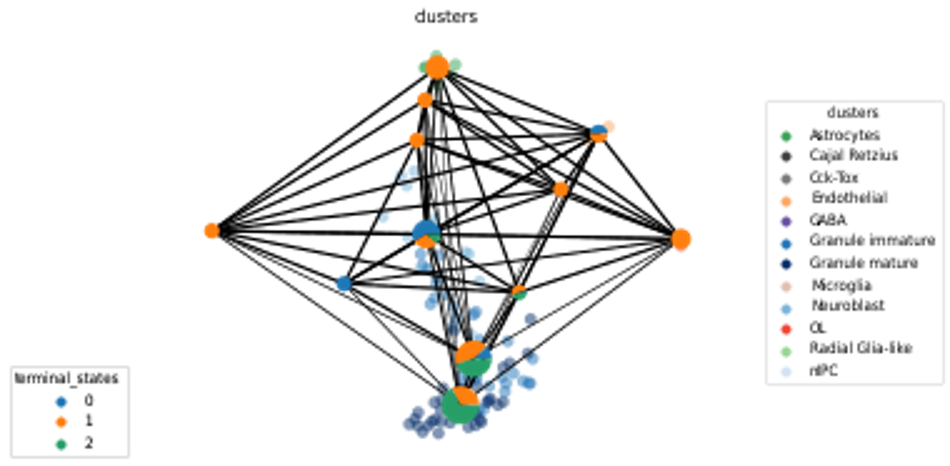 clusters
clusters
Astrocytes
Cajal Retzius
Cck-Tox
Endothelial
GABA
Granule immature
Granule mature
Microglia
Neuroblast
OL
Radial Glia-like
nIPC
terminal_states
0
1
2